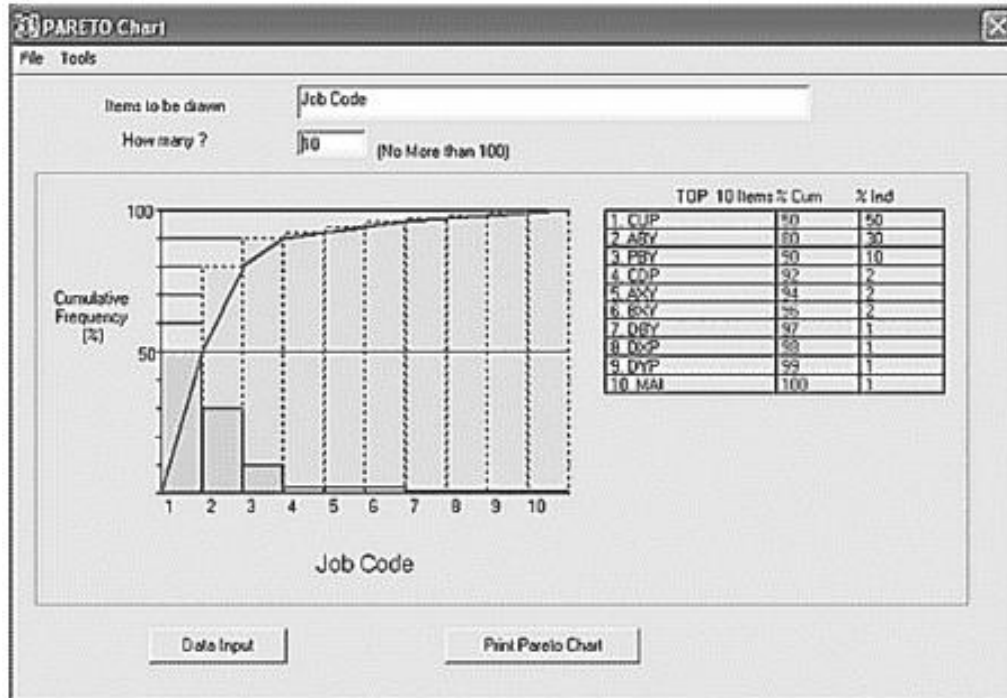 PARETO Chart
File Tools
Items to be drawn Job Code
How many ? 10 (No More than 100)
TOP 10 Items % Cum % Ind
1. CUP 50 50
2 ABY 80 30
3. PBY 90 10
4. CDP 92 2
5 AXY 94 2
6. BXY 96 2
7. DBY 97 1
8 DXP 98 1
9. DYP 99 1
10. MAI 100 1
100
Cumulative
Frequency
[%]
50
1 2 3 4 5 6 7 8 9 10
Job Code
Data Input Print Pareto Chart